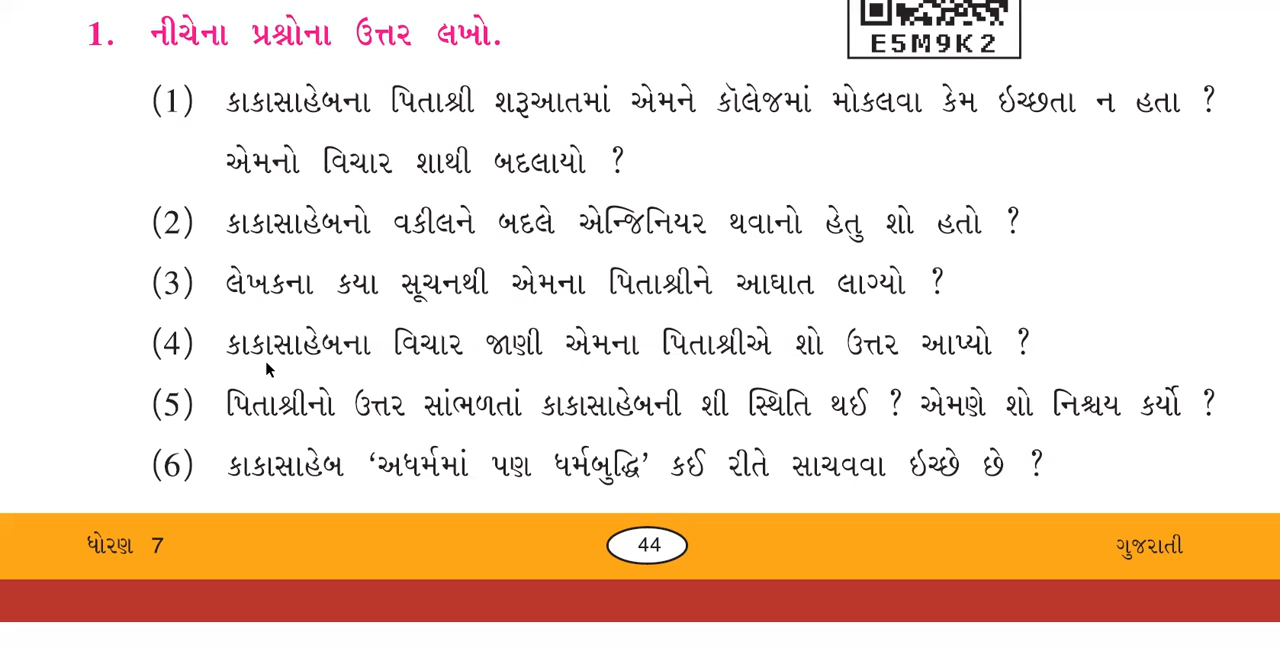 E5M9K2
1. નીચેના પ્રશ્નોના ઉત્તર લખો.
(1) કાકાસાહેબના પિતાશ્રી શરૂઆતમાં એમને કૉલેજમાં મોકલવા કેમ ઇચ્છતા ન હતા ?
એમનો વિચાર શાથી બદલાયો ?
(2) કાકાસાહેબનો વકીલને બદલે એન્જિનિયર થવાનો હેતુ શો હતો ?
(3) લેખકના કયા સૂચનથી એમના પિતાશ્રીને આઘાત લાગ્યો ?
(4) કાકાસાહેબના વિચાર જાણી એમના પિતાશ્રીએ શો ઉત્તર આપ્યો ?
(5) પિતાશ્રીનો ઉત્તર સાંભળતાં કાકાસાહેબની શી સ્થિતિ થઈ ? એમણે શો નિશ્ચય કર્યો ?
(6) કાકાસાહેબ ‘અધર્મમાં પણ ધર્મબુદ્ધિ’ કઈ રીતે સાચવવા ઇચ્છે છે ?
ધોરણ 7 44 ગુજરાતી